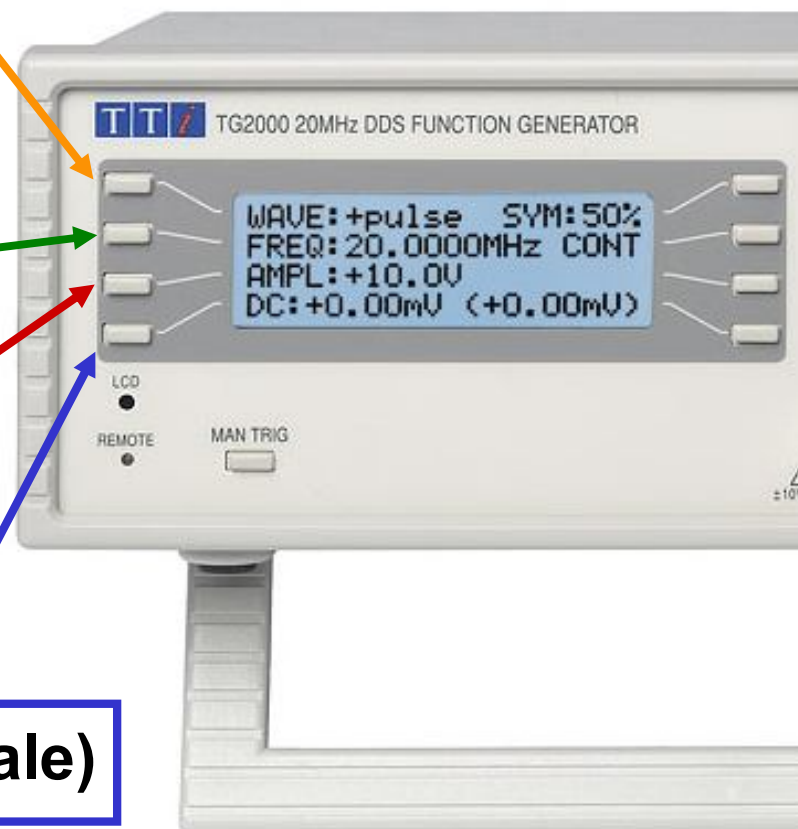 TTi TG2000 20MHz DDS FUNCTION GENERATOR
WAVE:+pulse SYM:50%
FREQ:20.0000MHz CONT
AMPL:+10.0V
DC:+0.00mV (+0.00mV)
LCD
REMOTE
MAN TRIG
ale)